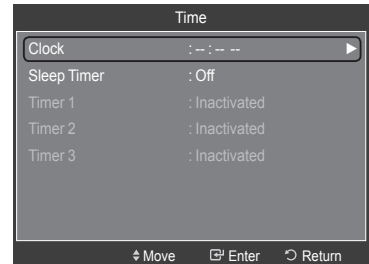 Time
Clock : -- : -- -- ►
Sleep Timer : Off
Timer 1 : Inactivated
Timer 2 : Inactivated
Timer 3 : Inactivated
Move Enter Return